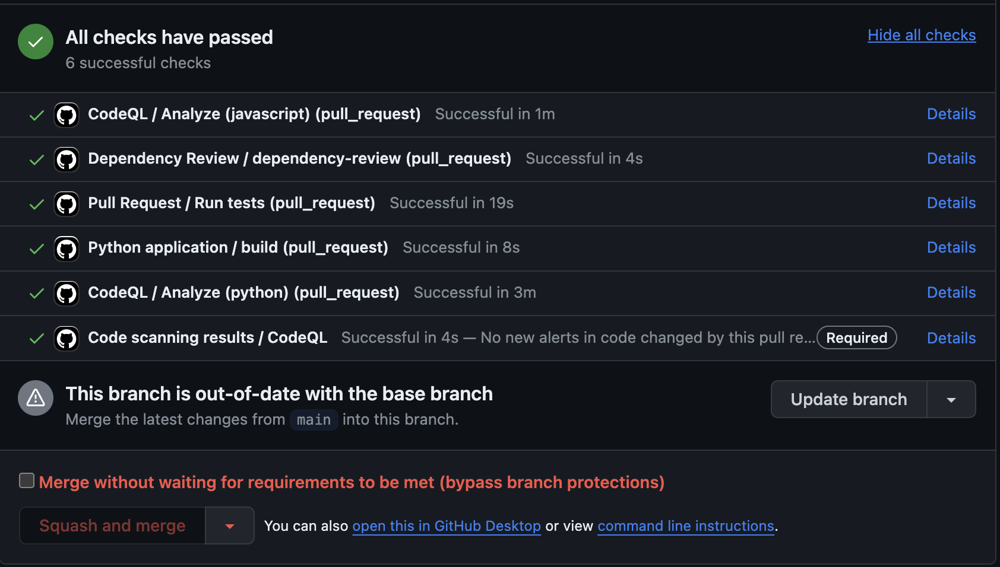 All checks have passed
Hide all checks
6 successful checks
CodeQL / Analyze (javascript) (pull_request) Successful in 1m Details
Dependency Review / dependency-review (pull_request) Successful in 4s Details
Pull Request / Run tests (pull_request) Successful in 19s Details
Python application / build (pull_request) Successful in 8s Details
CodeQL / Analyze (python) (pull_request) Successful in 3m Details
Code scanning results / CodeQL Successful in 4s — No new alerts in code changed by this pull re... Required Details
This branch is out-of-date with the base branch
Merge the latest changes from main into this branch.
Update branch
Merge without waiting for requirements to be met (bypass branch protections)
Squash and merge
You can also open this in GitHub Desktop or view command line instructions.